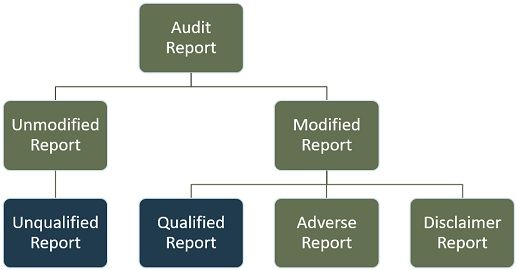 Audit
Report
Unmodified
Report
Modified
Report
Unqualified
Report
Qualified
Report
Adverse
Report
Disclaimer
Report